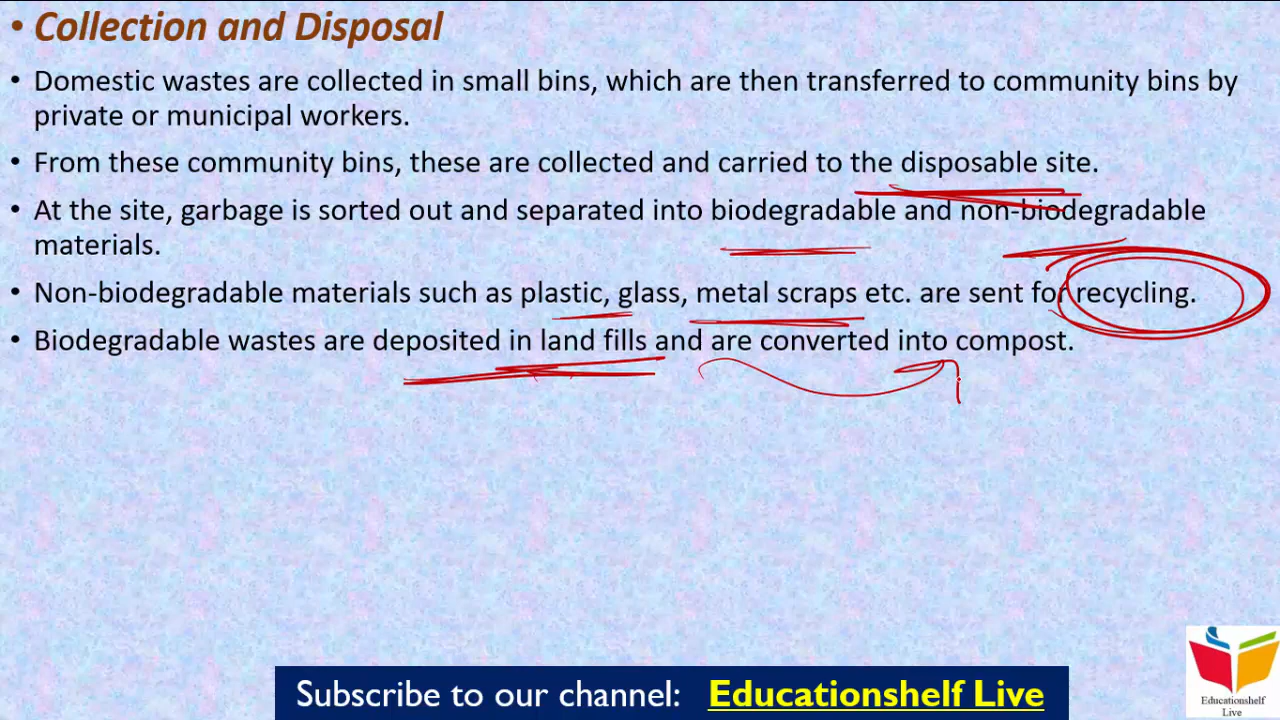 • Collection and Disposal
• Domestic wastes are collected in small bins, which are then transferred to community bins by
private or municipal workers.
• From these community bins, these are collected and carried to the disposable site.
• At the site, garbage is sorted out and separated into biodegradable and non-biodegradable
materials.
• Non-biodegradable materials such as plastic, glass, metal scraps etc. are sent for recycling.
• Biodegradable wastes are deposited in land fills and are converted into compost.
Subscribe to our channel: Educationshelf Live
Educationshelf
Live